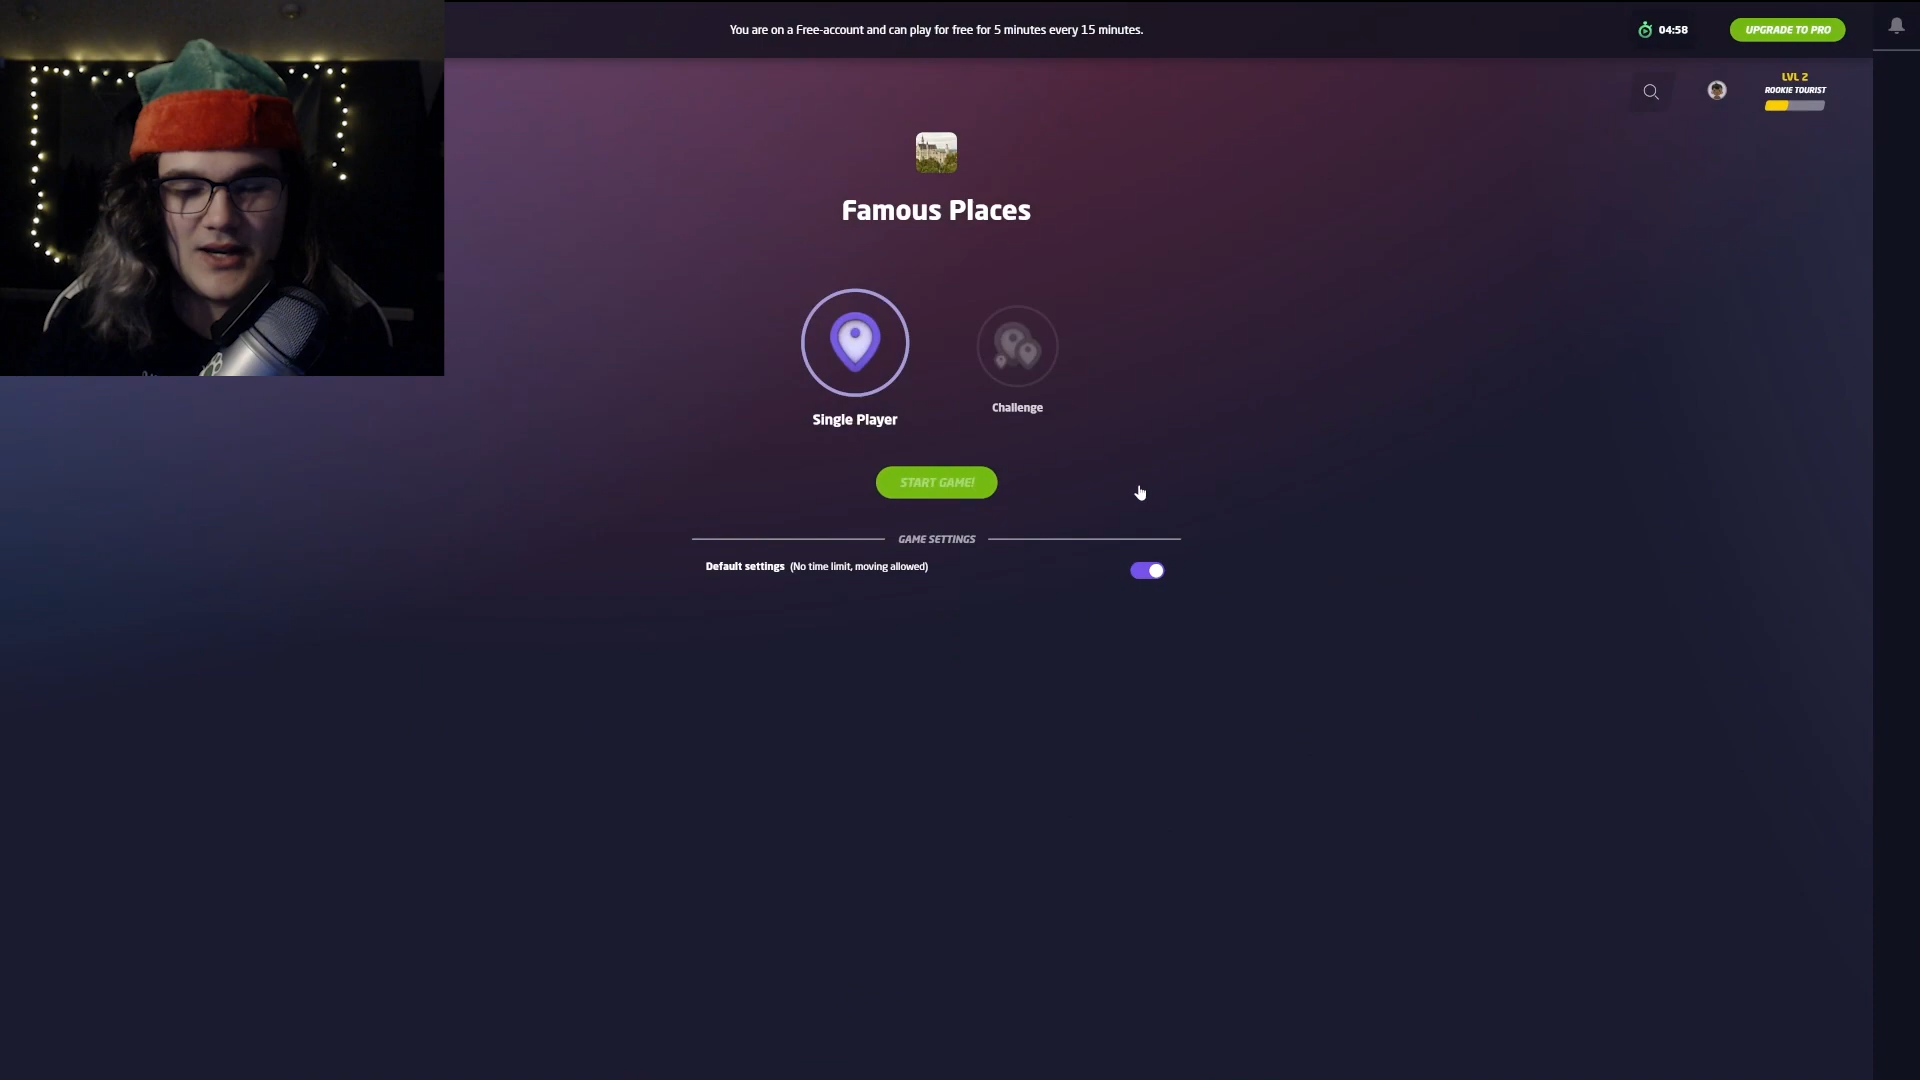 You are on a Free-account and can play for free for 5 minutes every 15 minutes.
04:58
UPGRADE TO PRO
LVL 2
ROOKIE TOURIST
Famous Places
Single Player
Challenge
START GAME!
GAME SETTINGS
Default settings (No time limit, moving allowed)